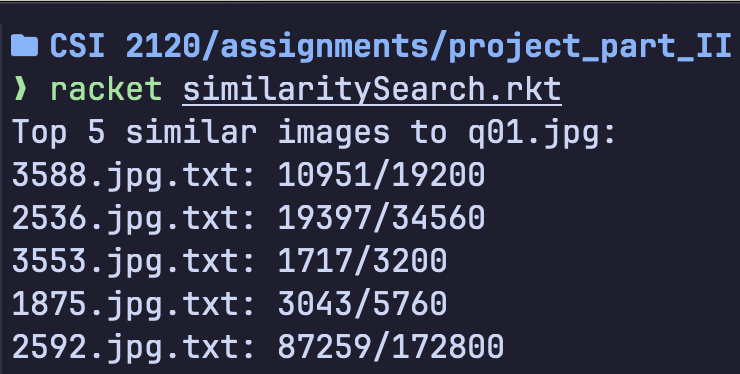 CSI 2120/assignments/project_part_II
❯ racket similaritySearch.rkt
Top 5 similar images to q01.jpg:
3588.jpg.txt: 10951/19200
2536.jpg.txt: 19397/34560
3553.jpg.txt: 1717/3200
1875.jpg.txt: 3043/5760
2592.jpg.txt: 87259/172800